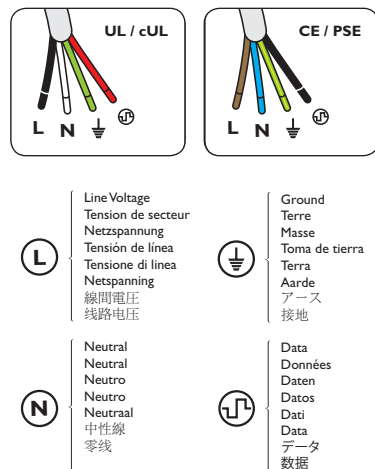 UL / cUL
L N
CE / PSE
L N
L
Line Voltage
Tension de secteur
Netzspannung
Tensión de línea
Tensione di linea
Netspanning
線間電圧
线路电压
Ground
Terre
Masse
Toma de tierra
Terra
Aarde
アース
接地
N
Neutral
Neutral
Neutro
Neutro
Neutraal
中性線
零线
Data
Données
Daten
Datos
Dati
Data
データ
数据